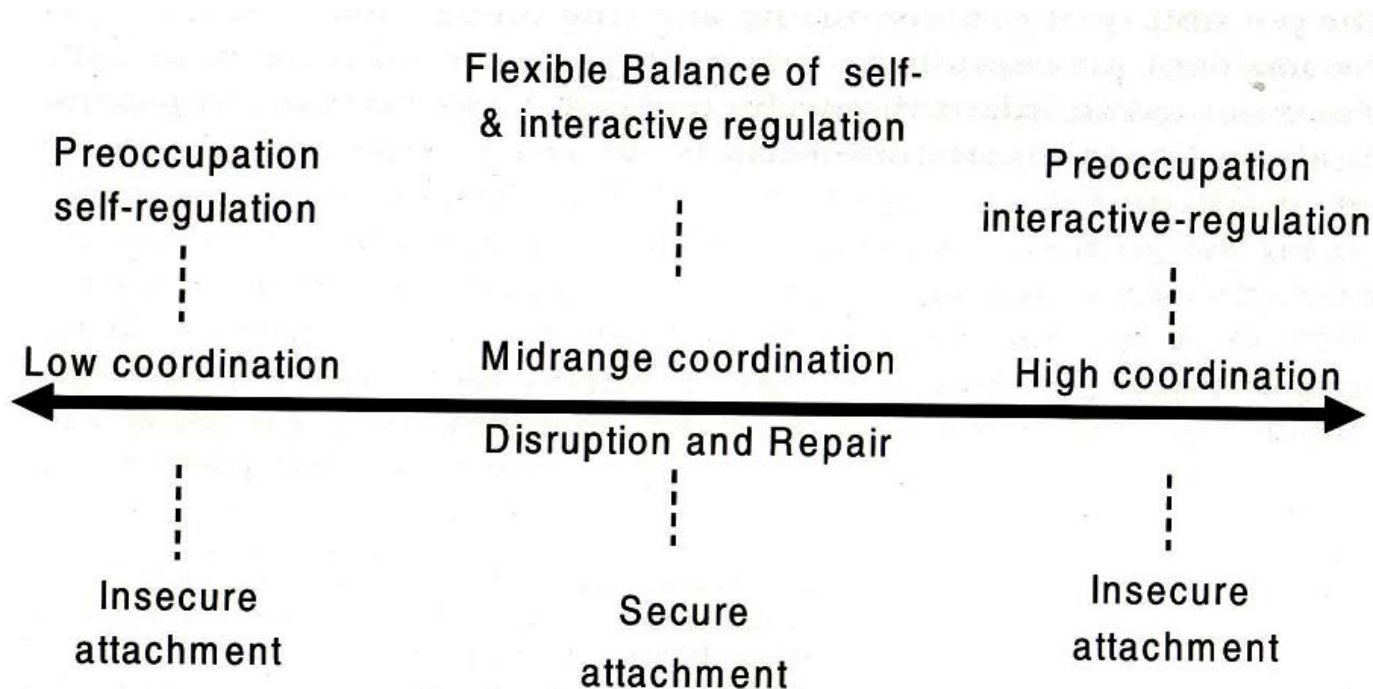 Flexible Balance of self-
& interactive regulation
Preoccupation
self-regulation
Preoccupation
interactive-regulation
Low coordination
Midrange coordination
High coordination
Disruption and Repair
Insecure
attachment
Secure
attachment
Insecure
attachment